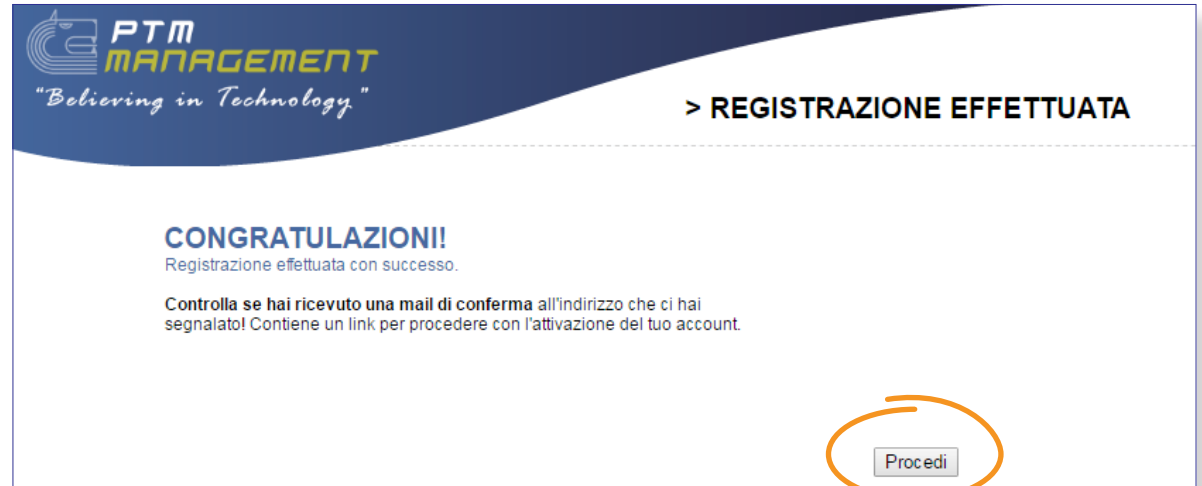 PTM
MANAGEMENT
"Believing in Technology"
> REGISTRAZIONE EFFETTUATA
CONGRATULAZIONI!
Registrazione effettuata con successo.
Controlla se hai ricevuto una mail di conferma all'indirizzo che ci hai
segnalato! Contiene un link per procedere con l'attivazione del tuo account.
Procedi